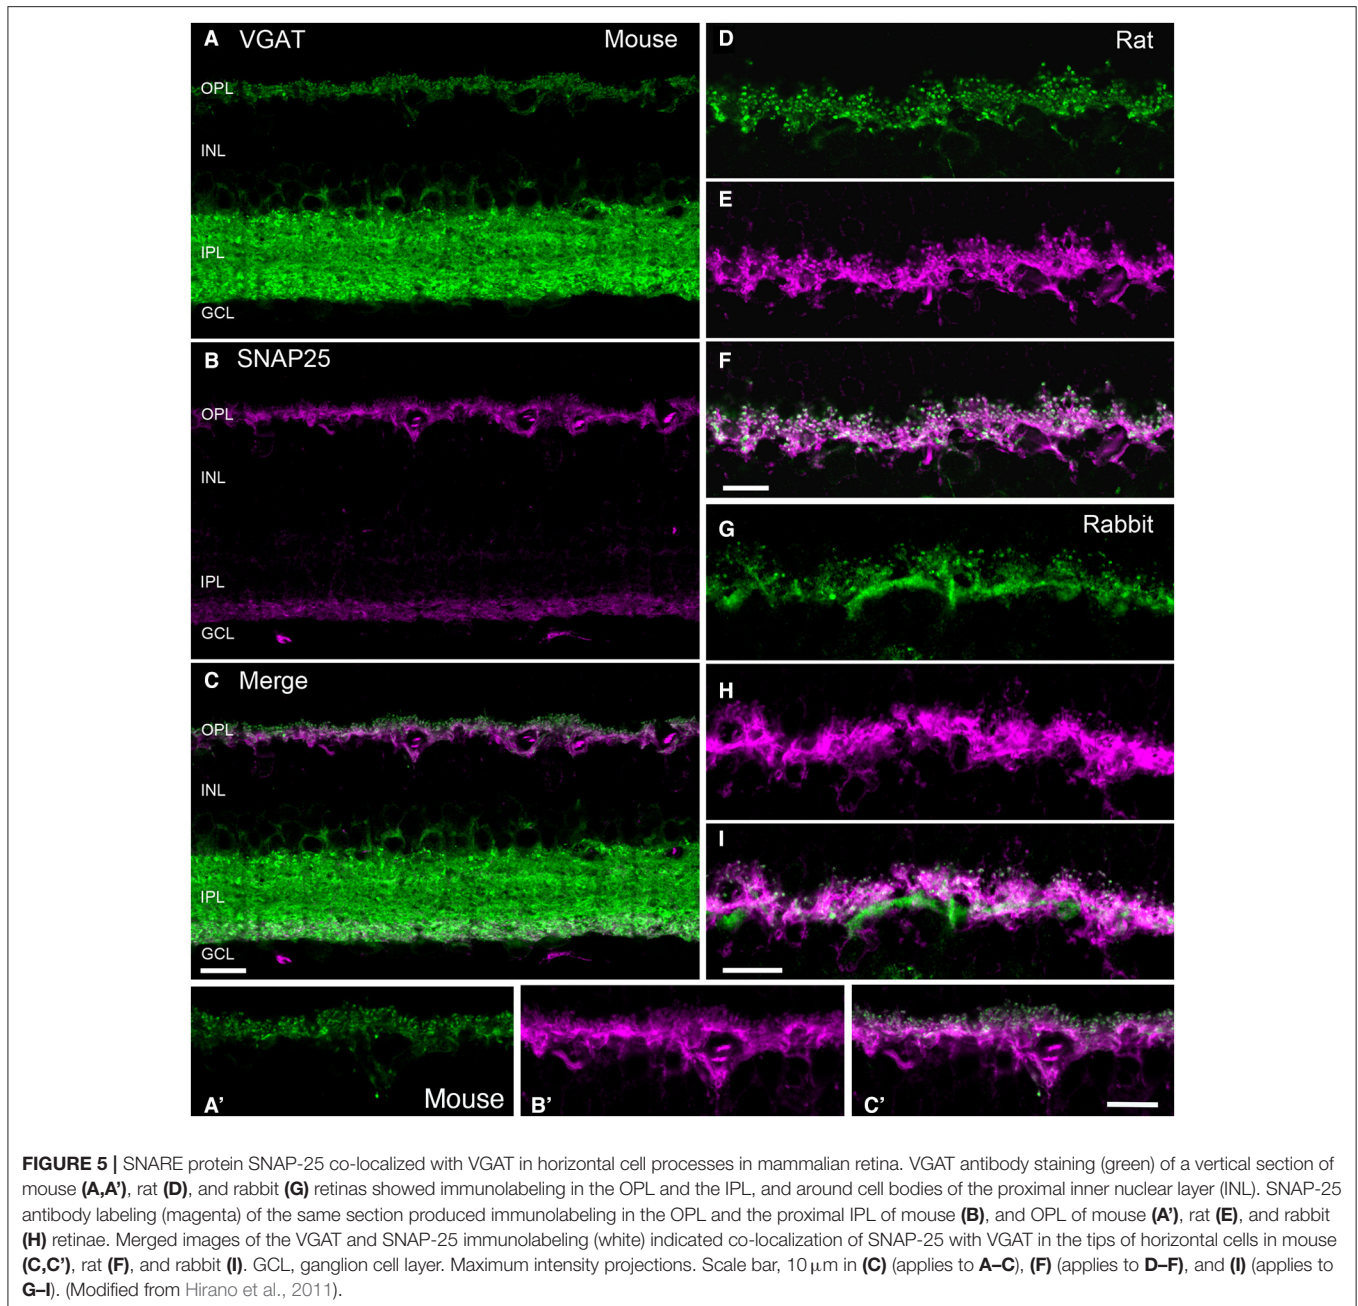 A VGAT Mouse
OPL
INL
IPL
GCL
B SNAP25
OPL
INL
IPL
GCL
C Merge
OPL
INL
IPL
GCL
D Rat
E
F
G Rabbit
H
I
A’ Mouse
B’
C’
FIGURE 5 | SNARE protein SNAP-25 co-localized with VGAT in horizontal cell processes in mammalian retina. VGAT antibody staining (green) of a vertical section of
mouse (A,A’), rat (D), and rabbit (G) retinas showed immunolabeling in the OPL and the IPL, and around cell bodies of the proximal inner nuclear layer (INL). SNAP-25
antibody labeling (magenta) of the same section produced immunolabeling in the OPL and the proximal IPL of mouse (B), and OPL of mouse (A’), rat (E), and rabbit
(H) retinae. Merged images of the VGAT and SNAP-25 immunolabeling (white) indicated co-localization of SNAP-25 with VGAT in the tips of horizontal cells in mouse
(C,C’), rat (F), and rabbit (I). GCL, ganglion cell layer. Maximum intensity projections. Scale bar, 10 μm in (C) (applies to A–C), (F) (applies to D–F), and (I) (applies to
G–I). (Modified from Hirano et al., 2011).